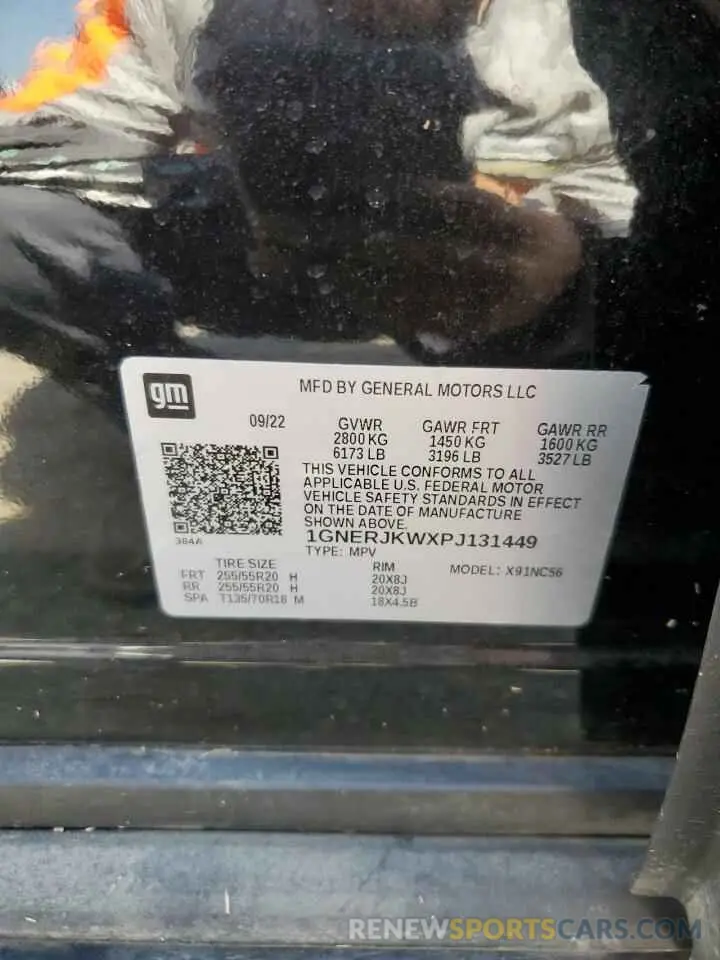 gm
MFD BY GENERAL MOTORS LLC
09/22 GVWR GAWR FRT GAWR RR
2800 KG 1450 KG 1600 KG
6173 LB 3196 LB 3527 LB
THIS VEHICLE CONFORMS TO ALL
APPLICABLE U.S. FEDERAL MOTOR
VEHICLE SAFETY STANDARDS IN EFFECT
ON THE DATE OF MANUFACTURE
SHOWN ABOVE.
384A
1GNERJKWXPJ131449
TYPE: MPV
TIRE SIZE RIM MODEL: X91NC56
FRT 255/55R20 H 20X8J
RR 255/55R20 H 20X8J
SPA T135/70R18 M 18X4.5B
RENEWSPORTSCARS.COM